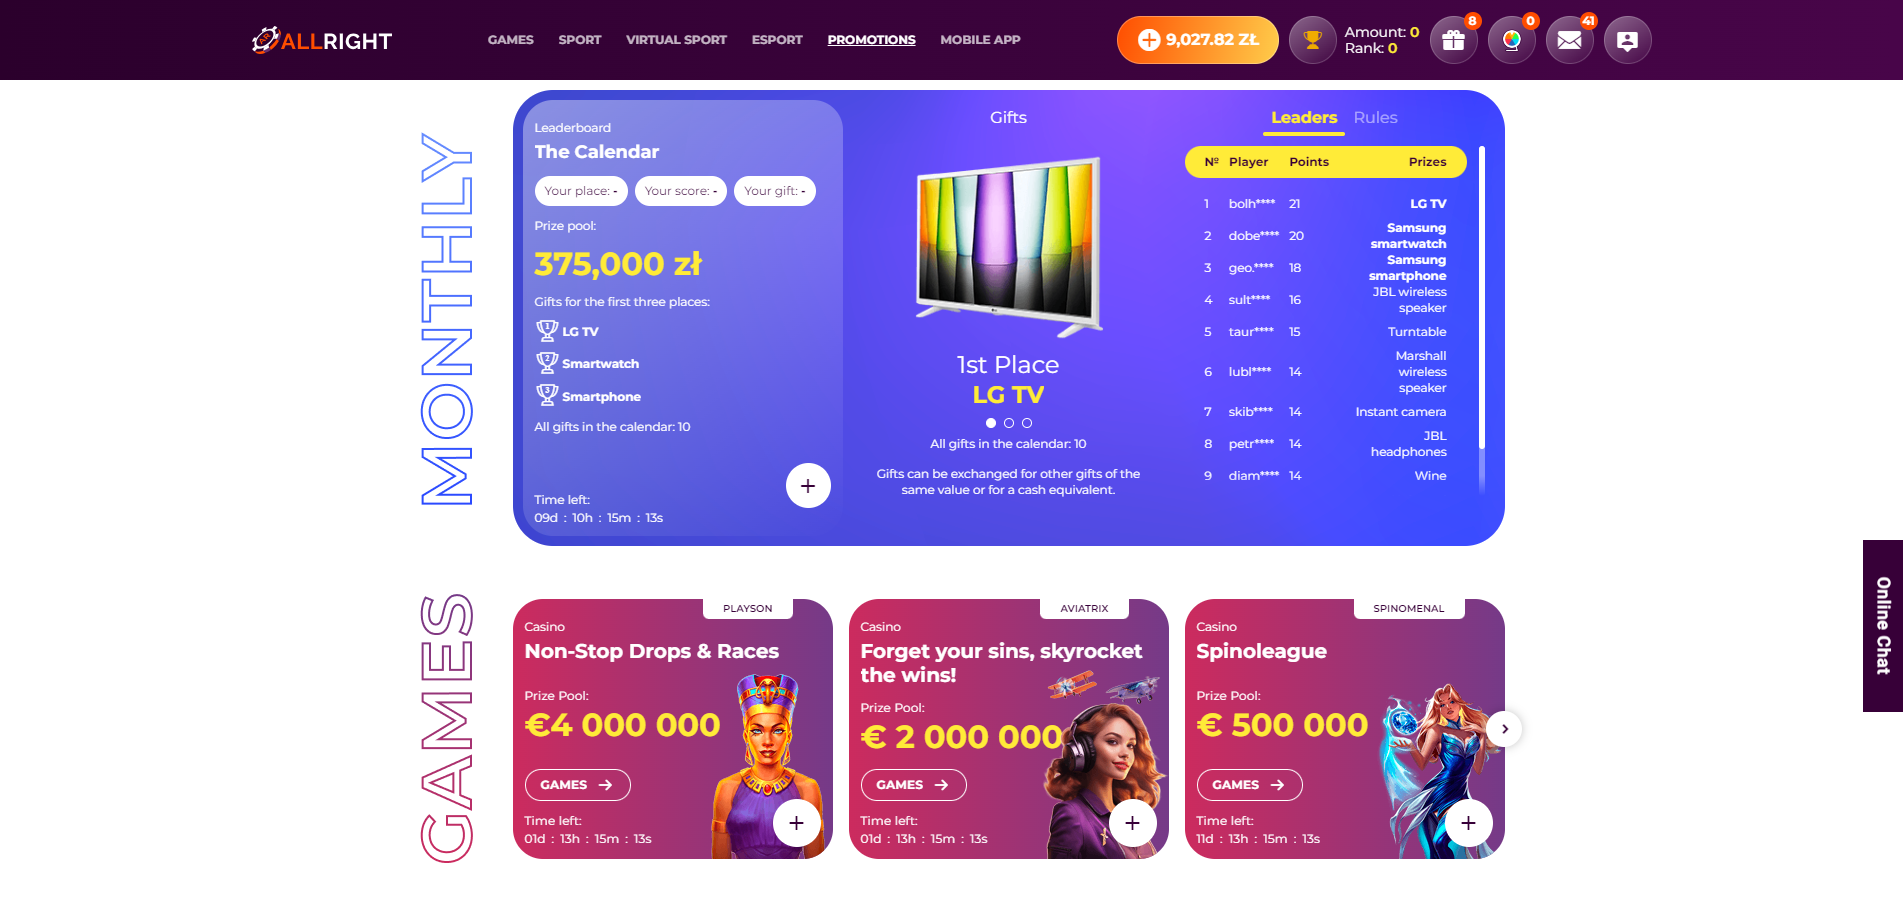 ALLRIGHT
GAMES SPORT VIRTUAL SPORT ESPORT PROMOTIONS MOBILE APP
9,027.82 ZŁ
Amount: 0
Rank: 0
8
0
41
MONTHLY
Leaderboard
The Calendar
Your place: - Your score: - Your gift: -
Prize pool:
375,000 zł
Gifts for the first three places:
1 LG TV
2 Smartwatch
3 Smartphone
All gifts in the calendar: 10
Time left:
09d : 10h : 15m : 13s
Gifts
1st Place
LG TV
All gifts in the calendar: 10
Gifts can be exchanged for other gifts of the
same value or for a cash equivalent.
Leaders Rules
№ Player Points Prizes
1 bolh**** 21 LG TV
2 dobe**** 20 Samsung
smartwatch
3 geo.**** 18 Samsung
smartphone
4 sult**** 16 JBL wireless
speaker
5 taur**** 15 Turntable
6 lubl**** 14 Marshall
wireless
speaker
7 skib**** 14 Instant camera
8 petr**** 14 JBL
headphones
9 diam**** 14 Wine
GAMES
PLAYSON
Casino
Non-Stop Drops & Races
Prize Pool:
€4 000 000
GAMES
Time left:
01d : 13h : 15m : 13s
AVIATRIX
Casino
Forget your sins, skyrocket
the wins!
Prize Pool:
€ 2 000 000
GAMES
Time left:
01d : 13h : 15m : 13s
SPINOMENAL
Casino
Spinoleague
Prize Pool:
€ 500 000
GAMES
Time left:
11d : 13h : 15m : 13s
Online Chat